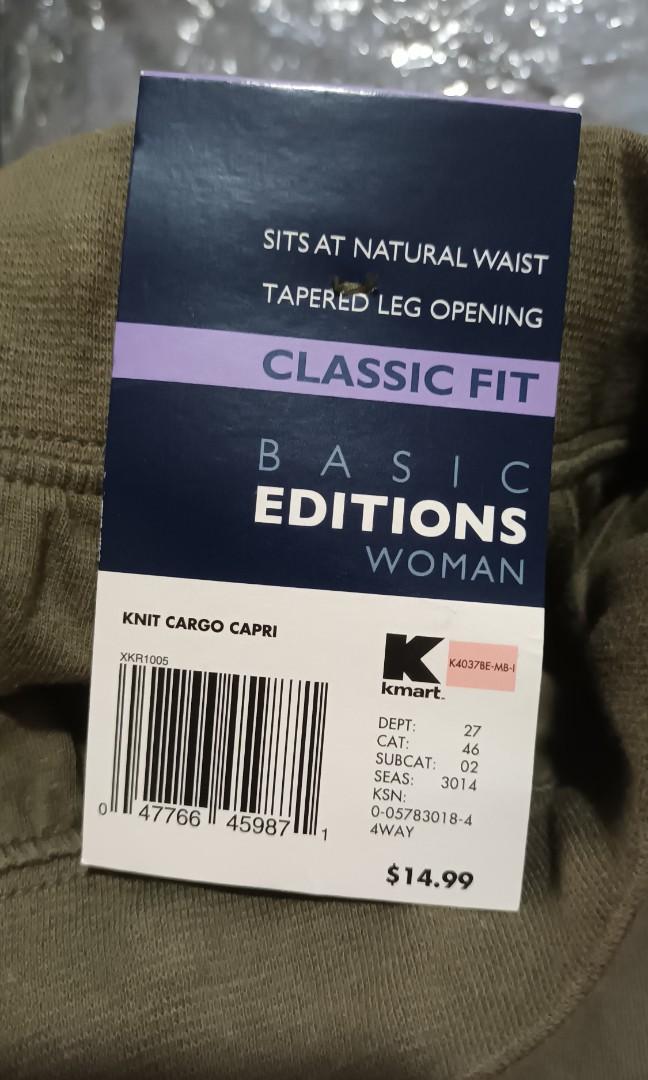 SITS AT NATURAL WAIST
TAPERED LEG OPENING
CLASSIC FIT
BASIC
EDITIONS
WOMAN
KNIT CARGO CAPRI
XKR1005
0 47766 45987 1
K
kmart.
K4037BE-MB-I
DEPT: 27
CAT: 46
SUBCAT: 02
SEAS: 3014
KSN:
0-05783018-4
4WAY
$14.99